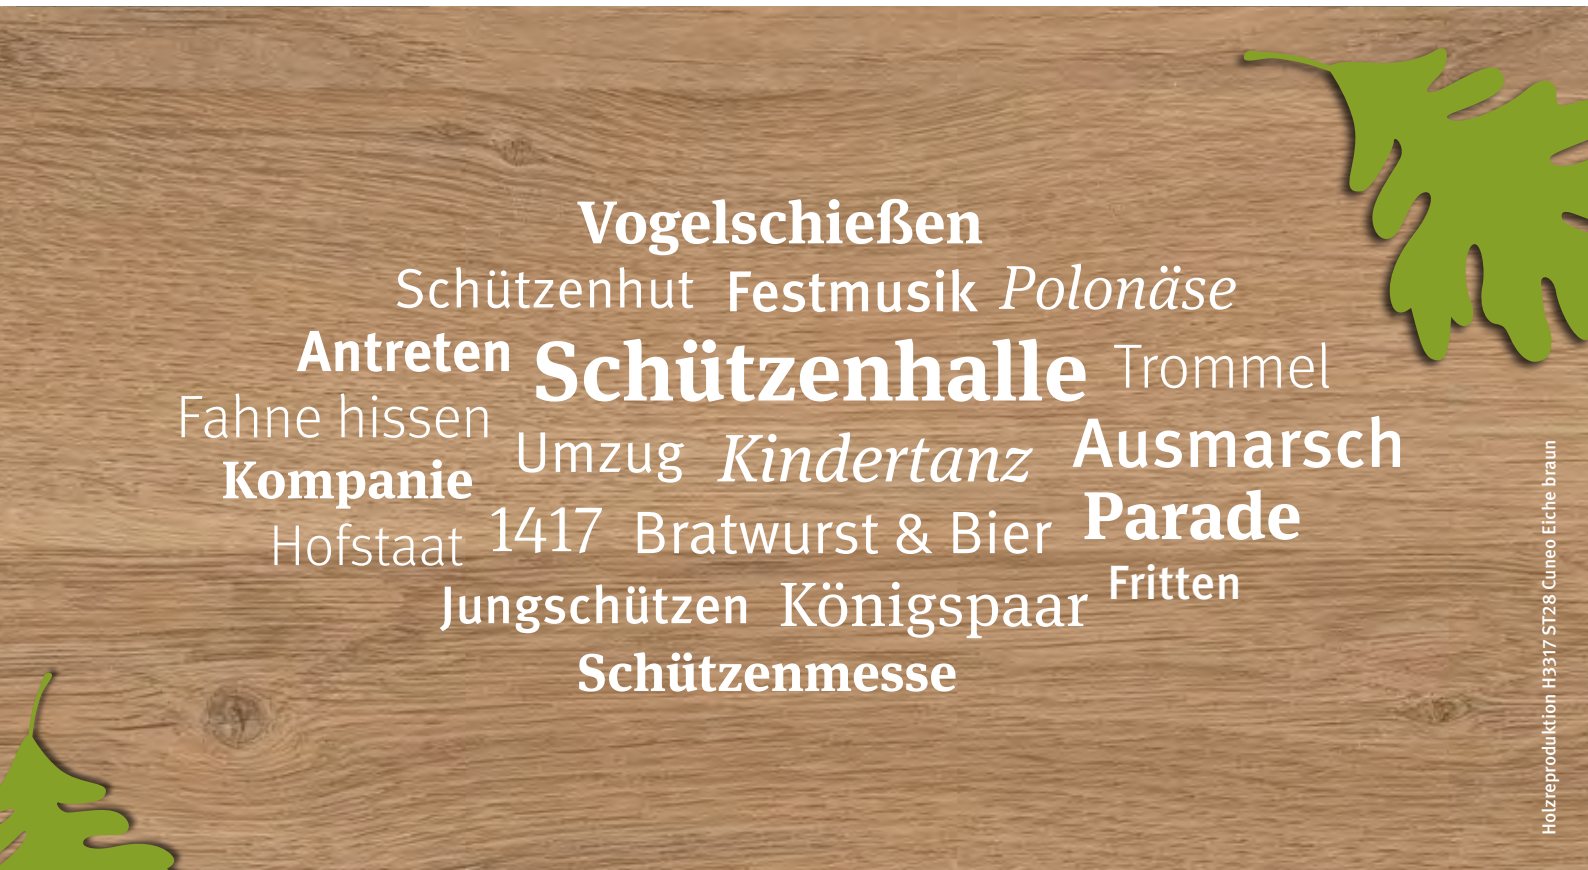 Vogelschießen
Schützenhut Festmusik Polonäse
Antreten Schützenhalle Trommel
Fahne hissen
Umzug Kindertanz Ausmarsch
Kompanie
1417 Bratwurst & Bier Parade
Hofstaat
Jungschützen Königspaar Fritten
Schützenmesse
Holzreproduktion H3317 ST28 Cuneo Eiche braun